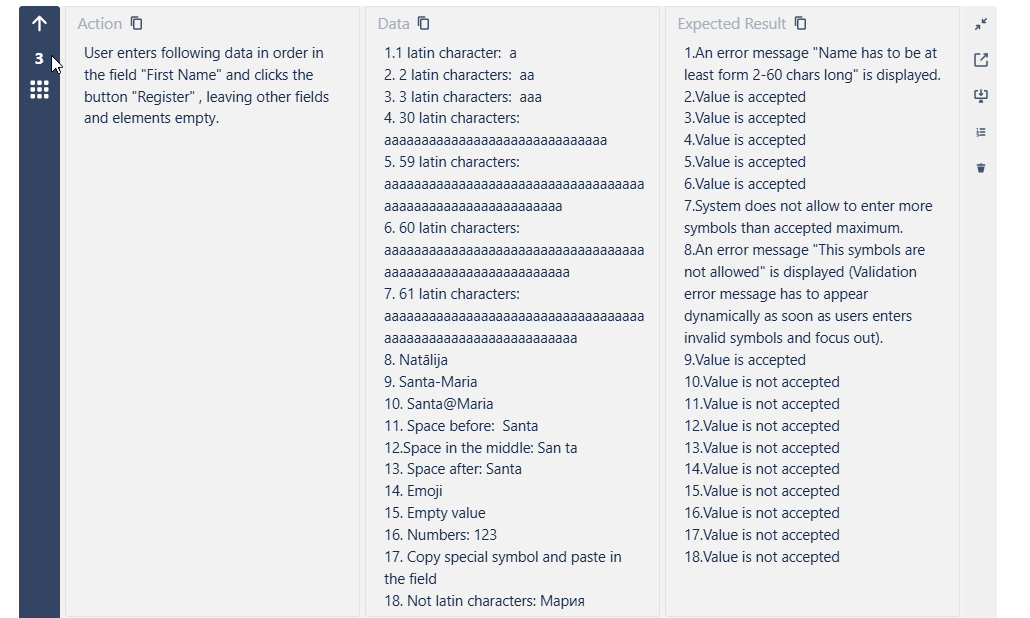 3
Action
User enters following data in order in
the field "First Name" and clicks the
button "Register" , leaving other fields
and elements empty.
Data
1.1 latin character:  a
2. 2 latin characters:  aa
3. 3 latin characters:  aaa
4. 30 latin characters:
aaaaaaaaaaaaaaaaaaaaaaaaaaaaaa
5. 59 latin characters:
aaaaaaaaaaaaaaaaaaaaaaaaaaaaaaaaaaa
aaaaaaaaaaaaaaaaaaaaaaaa
6. 60 latin characters:
aaaaaaaaaaaaaaaaaaaaaaaaaaaaaaaaaaa
aaaaaaaaaaaaaaaaaaaaaaaaa
7. 61 latin characters:
aaaaaaaaaaaaaaaaaaaaaaaaaaaaaaaaaaa
aaaaaaaaaaaaaaaaaaaaaaaaaa
8. Natālija
9. Santa-Maria
10. Santa@Maria
11. Space before:  Santa
12.Space in the middle: San ta
13. Space after: Santa
14. Emoji
15. Empty value
16. Numbers: 123
17. Copy special symbol and paste in
the field
18. Not latin characters: Мария
Expected Result
1.An error message "Name has to be at
least form 2-60 chars long" is displayed.
2.Value is accepted
3.Value is accepted
4.Value is accepted
5.Value is accepted
6.Value is accepted
7.System does not allow to enter more
symbols than accepted maximum.
8.An error message "This symbols are
not allowed" is displayed (Validation
error message has to appear
dynamically as soon as users enters
invalid symbols and focus out).
9.Value is accepted
10.Value is not accepted
11.Value is not accepted
12.Value is not accepted
13.Value is not accepted
14.Value is not accepted
15.Value is not accepted
16.Value is not accepted
17.Value is not accepted
18.Value is not accepted